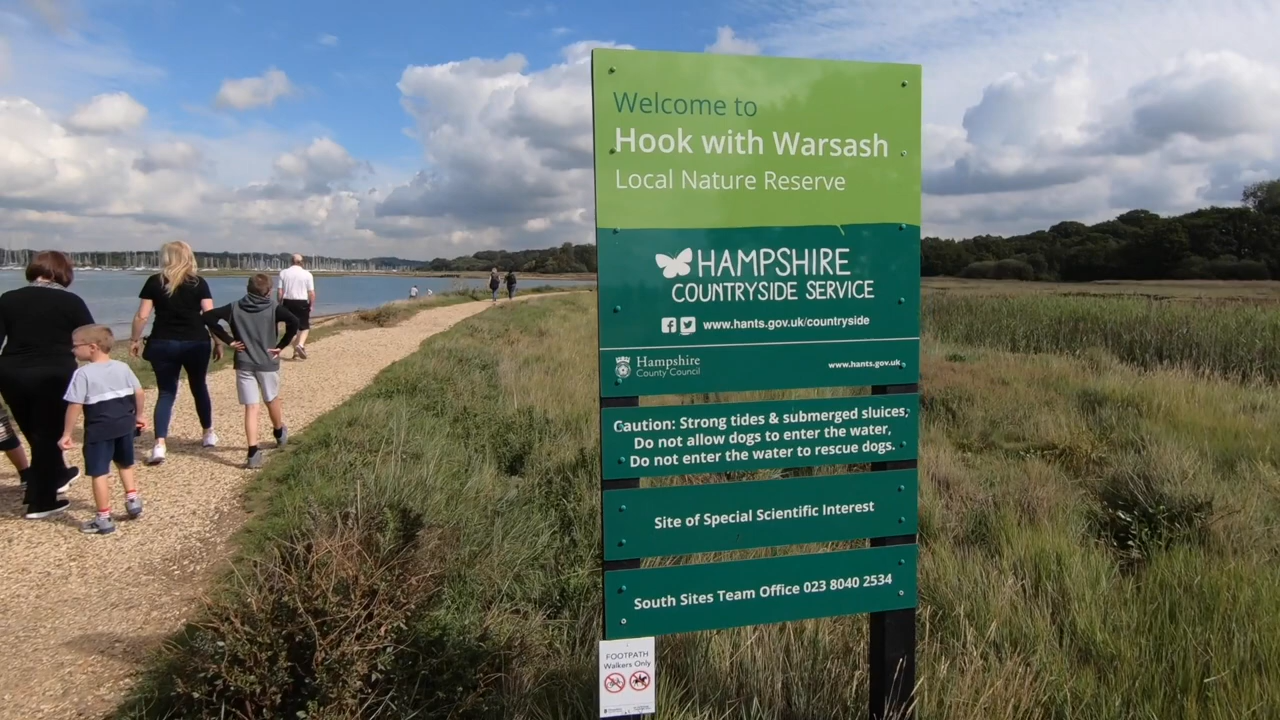 Welcome to
Hook with Warsash
Local Nature Reserve
HAMPSHIRE
COUNTRYSIDE SERVICE
www.hants.gov.uk/countryside
Hampshire
County Council
www.hants.gov.uk
Caution: Strong tides & submerged sluices,
Do not allow dogs to enter the water,
Do not enter the water to rescue dogs.
Site of Special Scientific Interest
South Sites Team Office 023 8040 2534
FOOTPATH
Walkers Only